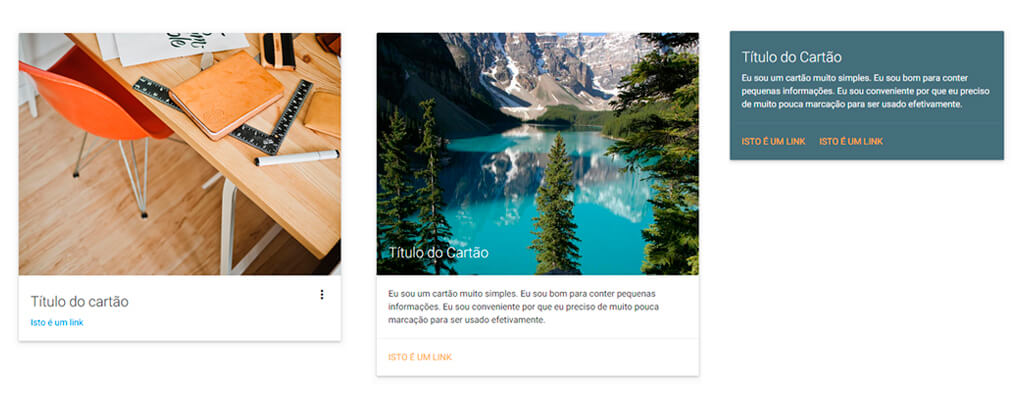 Título do cartão
Isto é um link
Título do Cartão
Eu sou um cartão muito simples. Eu sou bom para conter pequenas
informações. Eu sou conveniente por que eu preciso de muito pouca
marcação para ser usado efetivamente.
ISTO É UM LINK
Título do Cartão
Eu sou um cartão muito simples. Eu sou bom para conter
pequenas informações. Eu sou conveniente por que eu preciso
de muito pouca marcação para ser usado efetivamente.
ISTO É UM LINK ISTO É UM LINK